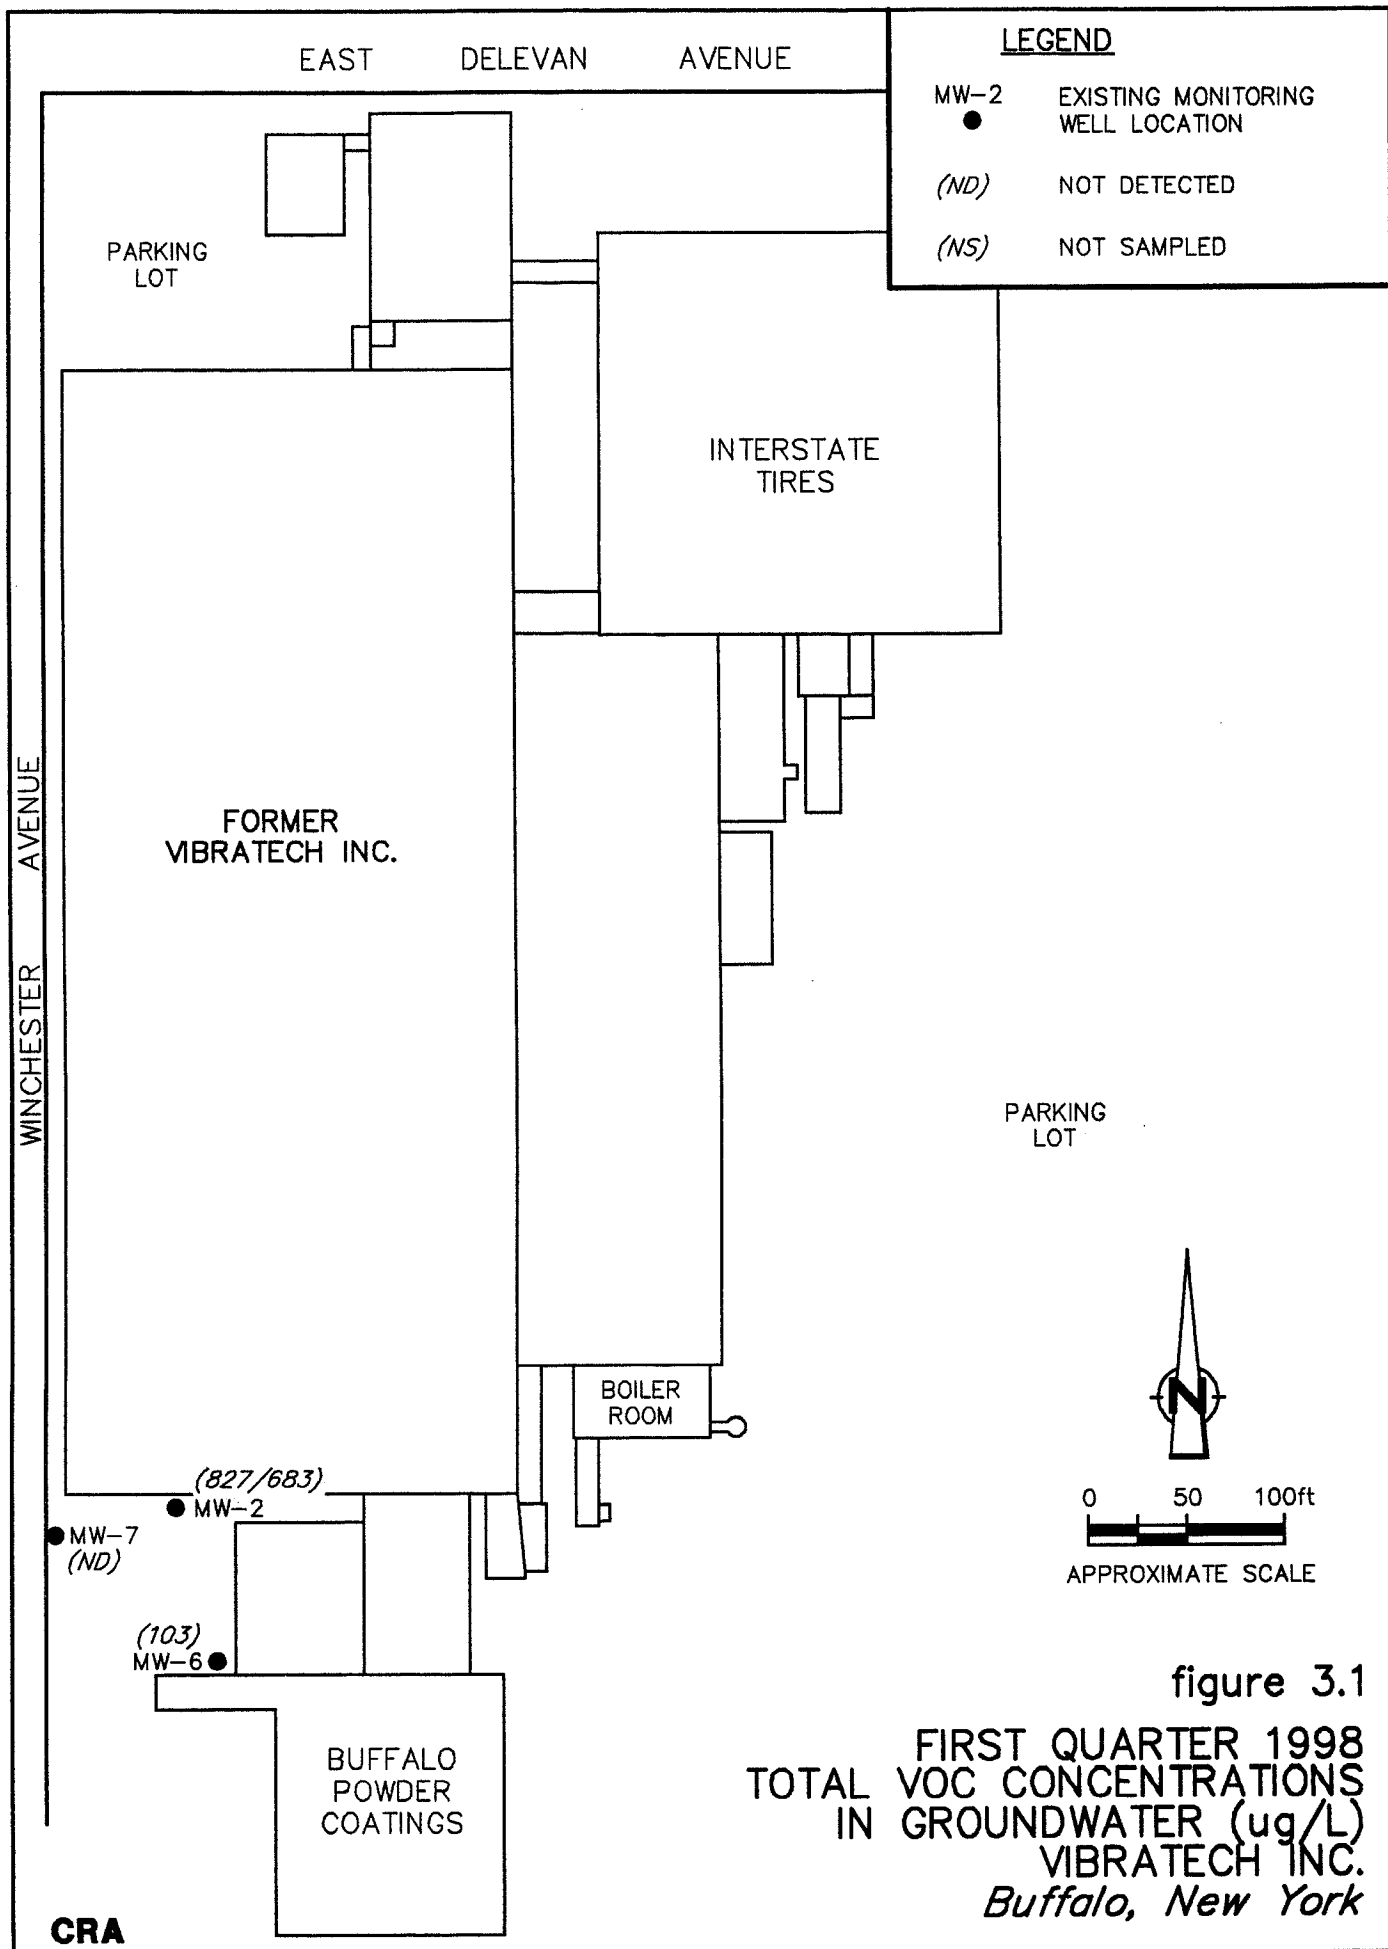 EAST DELEVAN AVENUE
LEGEND
MW-2 EXISTING MONITORING
WELL LOCATION
(ND) NOT DETECTED
(NS) NOT SAMPLED
PARKING
LOT
INTERSTATE
TIRES
WINCHESTER AVENUE
FORMER
VIBRATECH INC.
PARKING
LOT
BOILER
ROOM
N
(827/683)
MW-2
MW-7
(ND)
0 50 100ft
APPROXIMATE SCALE
(103)
MW-6
BUFFALO
POWDER
COATINGS
figure 3.1
FIRST QUARTER 1998
TOTAL VOC CONCENTRATIONS
IN GROUNDWATER (ug/L)
VIBRATECH INC.
Buffalo, New York
CRA